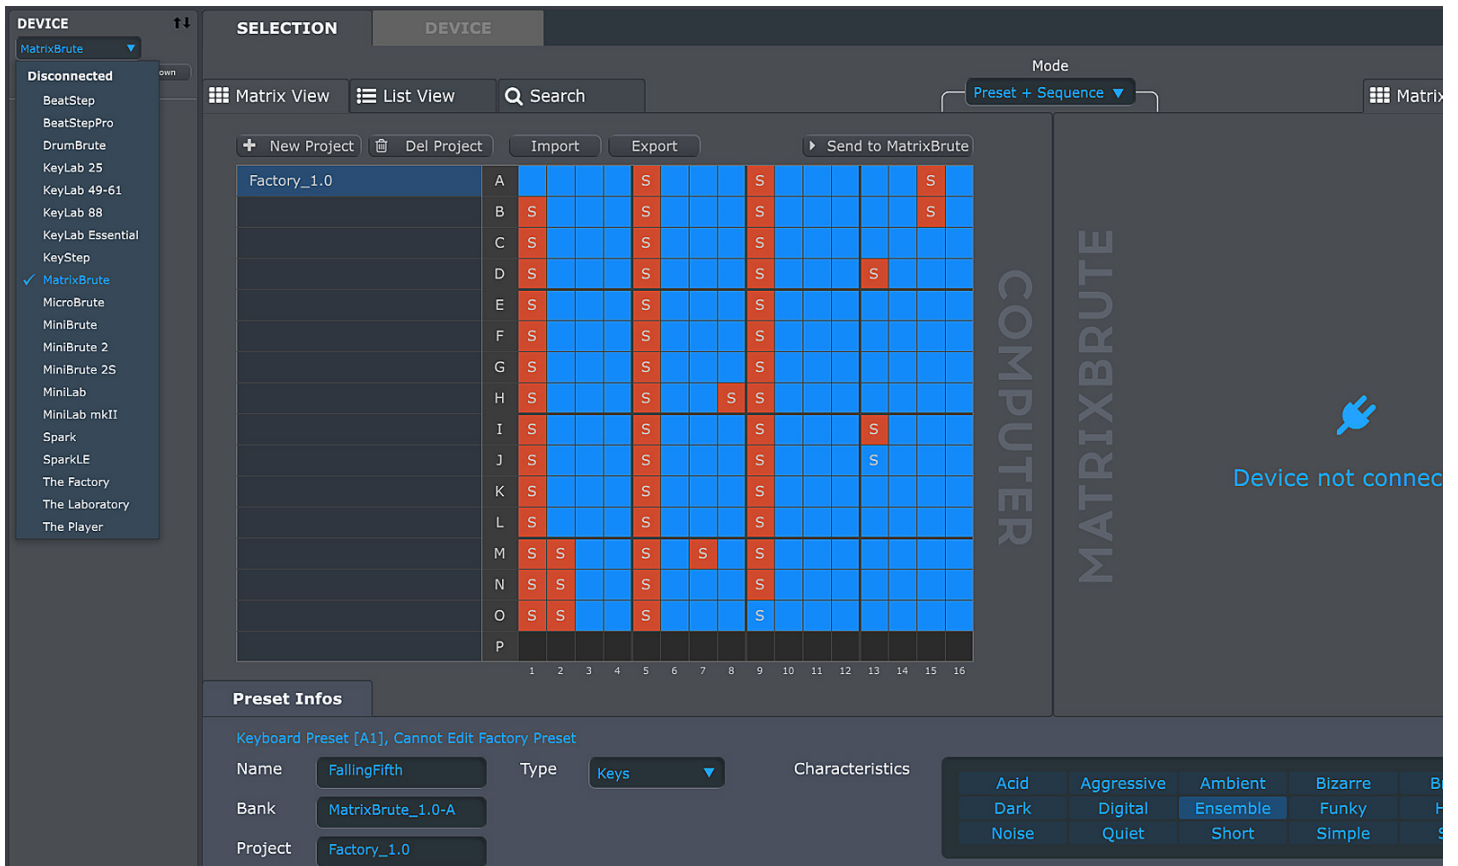 DEVICE
MatrixBrute
own
Disconnected
BeatStep
BeatStepPro
DrumBrute
KeyLab 25
KeyLab 49-61
KeyLab 88
KeyLab Essential
KeyStep
MatrixBrute
MicroBrute
MiniBrute
MiniBrute 2
MiniBrute 2S
MiniLab
MiniLab mkII
Spark
SparkLE
The Factory
The Laboratory
The Player
SELECTION DEVICE
Mode
Preset + Sequence
Matrix View List View Search
Matrix
New Project Del Project Import Export Send to MatrixBrute
Factory_1.0
A S S S
B S S S S
C S S S
D S S S S
E S S S
F S S S
G S S S
H S S S S
I S S S S
J S S S S
K S S S
L S S S
M S S S S S
N S S S S
O S S S S
P
1 2 3 4 5 6 7 8 9 10 11 12 13 14 15 16
COMPUTER
MATRIXBRUTE
Device not connec
Preset Infos
Keyboard Preset [A1], Cannot Edit Factory Preset
Name FallingFifth Type Keys Characteristics
Bank MatrixBrute_1.0-A
Project Factory_1.0
Acid Aggressive Ambient Bizarre B
Dark Digital Ensemble Funky H
Noise Quiet Short Simple S